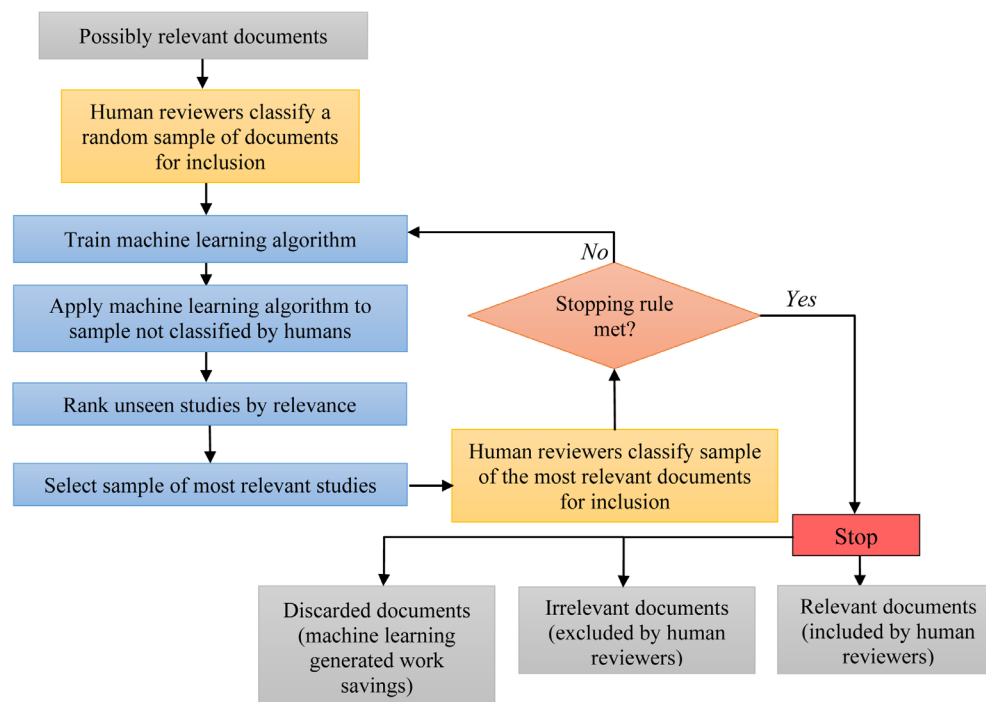 Possibly relevant documents
Human reviewers classify a
random sample of documents
for inclusion
Train machine learning algorithm
Apply machine learning algorithm to
sample not classified by humans
Rank unseen studies by relevance
Select sample of most relevant studies
Human reviewers classify sample
of the most relevant documents
for inclusion
Stopping rule
met?
No
Yes
Stop
Discarded documents
(machine learning
generated work
savings)
Irrelevant documents
(excluded by human
reviewers)
Relevant documents
(included by human
reviewers)